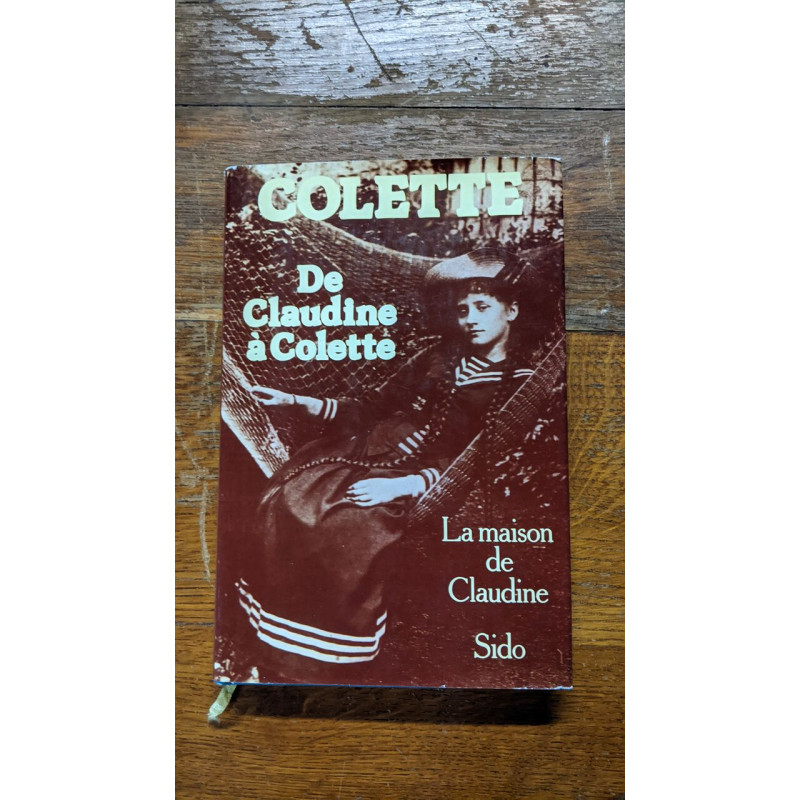 COLETTE
De
Claudine
à Colette
La maison
de
Claudine
Sido